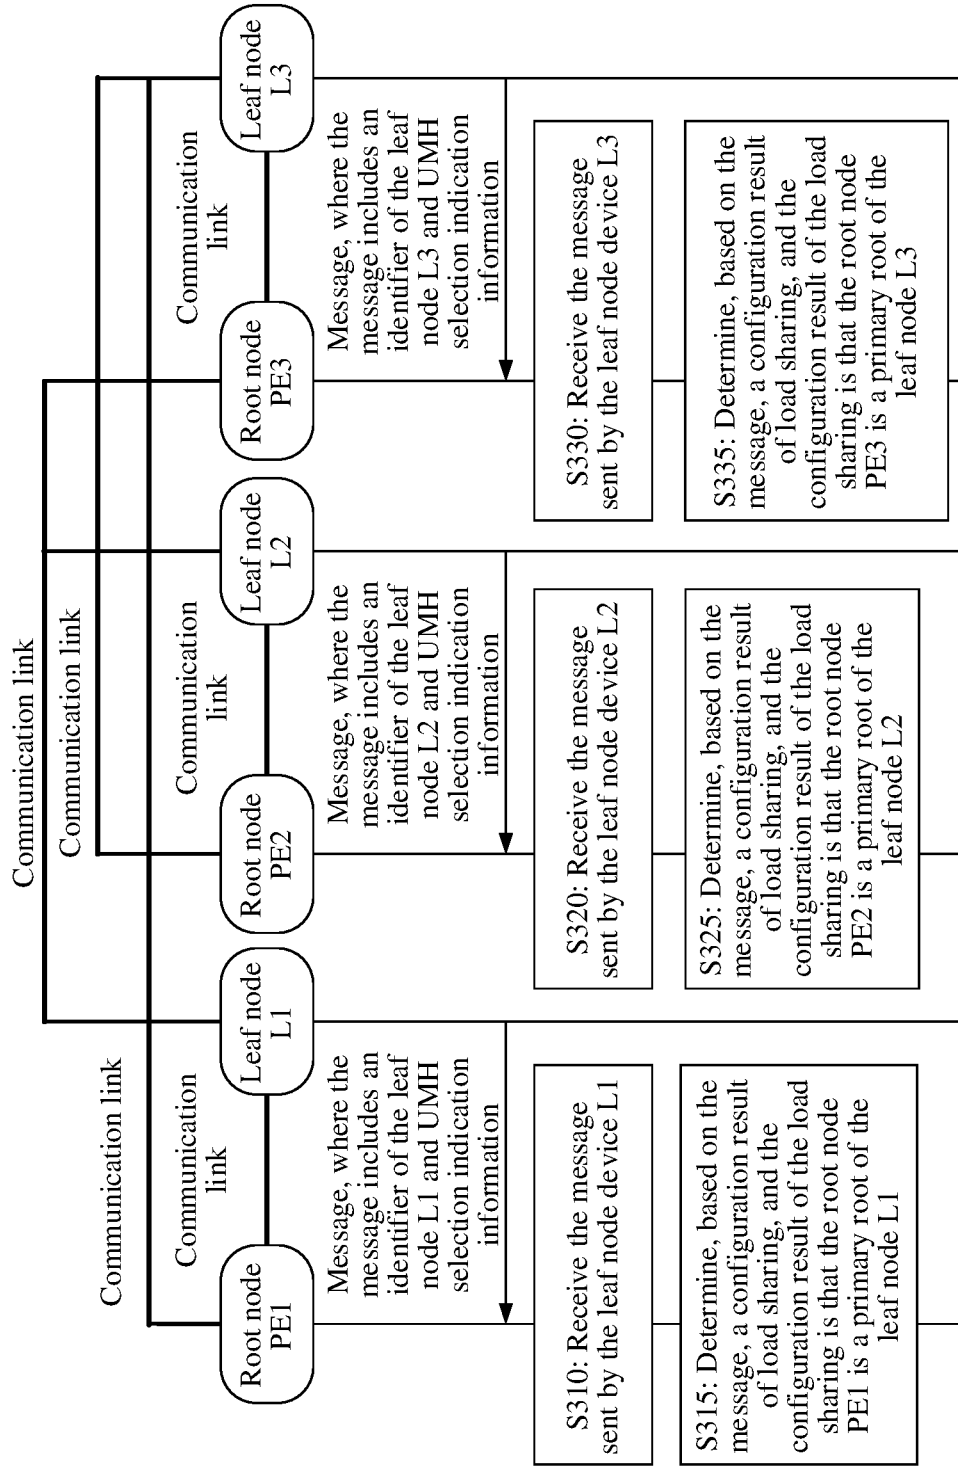 Communication link
Communication link
Communication link
Communication
link
Communication
link
Communication
link
Root node
PE1
Leaf node
L1
Root node
PE2
Leaf node
L2
Root node
PE3
Leaf node
L3
Message, where the
message includes an
identifier of the leaf
node L1 and UMH
selection indication
information
Message, where the
message includes an
identifier of the leaf
node L2 and UMH
selection indication
information
Message, where the
message includes an
identifier of the leaf
node L3 and UMH
selection indication
information
S310: Receive the message
sent by the leaf node device L1
S320: Receive the message
sent by the leaf node device L2
S330: Receive the message
sent by the leaf node device L3
S315: Determine, based on the
message, a configuration result
of load sharing, and the
configuration result of the load
sharing is that the root node
PE1 is a primary root of the
leaf node L1
S325: Determine, based on the
message, a configuration result
of load sharing, and the
configuration result of the load
sharing is that the root node
PE2 is a primary root of the
leaf node L2
S335: Determine, based on the
message, a configuration result
of load sharing, and the
configuration result of the load
sharing is that the root node
PE3 is a primary root of the
leaf node L3